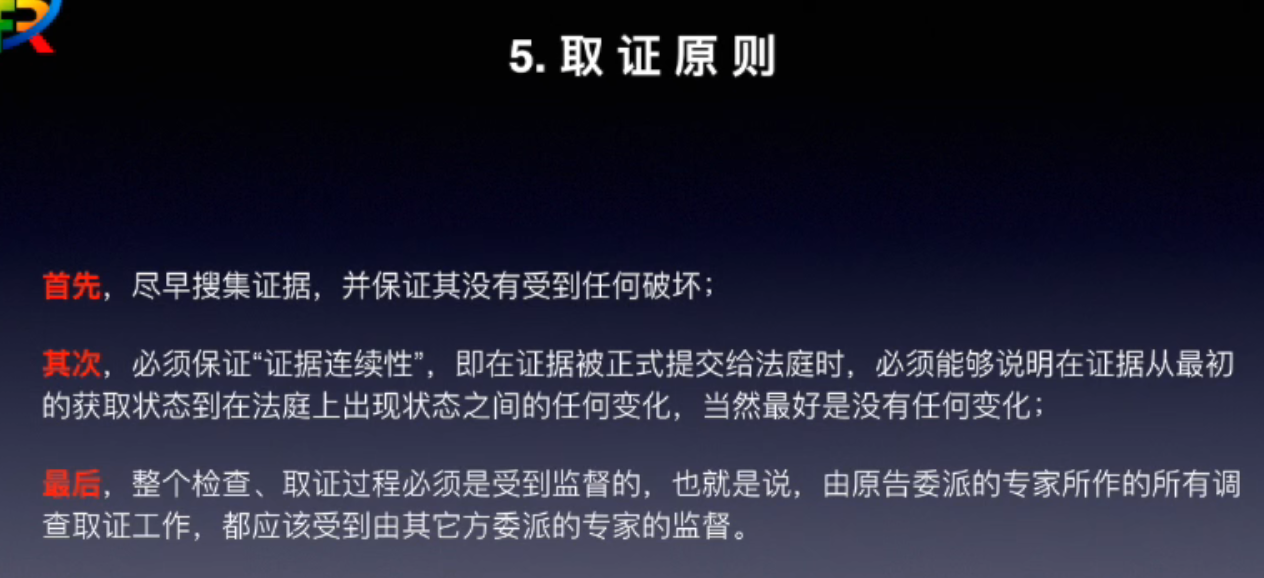 5. 取证原则
首先，尽早搜集证据，并保证其没有受到任何破坏；
其次，必须保证“证据连续性”，即在证据被正式提交给法庭时，必须能够说明在证据从最初
的获取状态到在法庭上出现状态之间的任何变化，当然最好是没有任何变化；
最后，整个检查、取证过程必须是受到监督的，也就是说，由原告委派的专家所作的所有调
查取证工作，都应该受到由其它方委派的专家的监督。